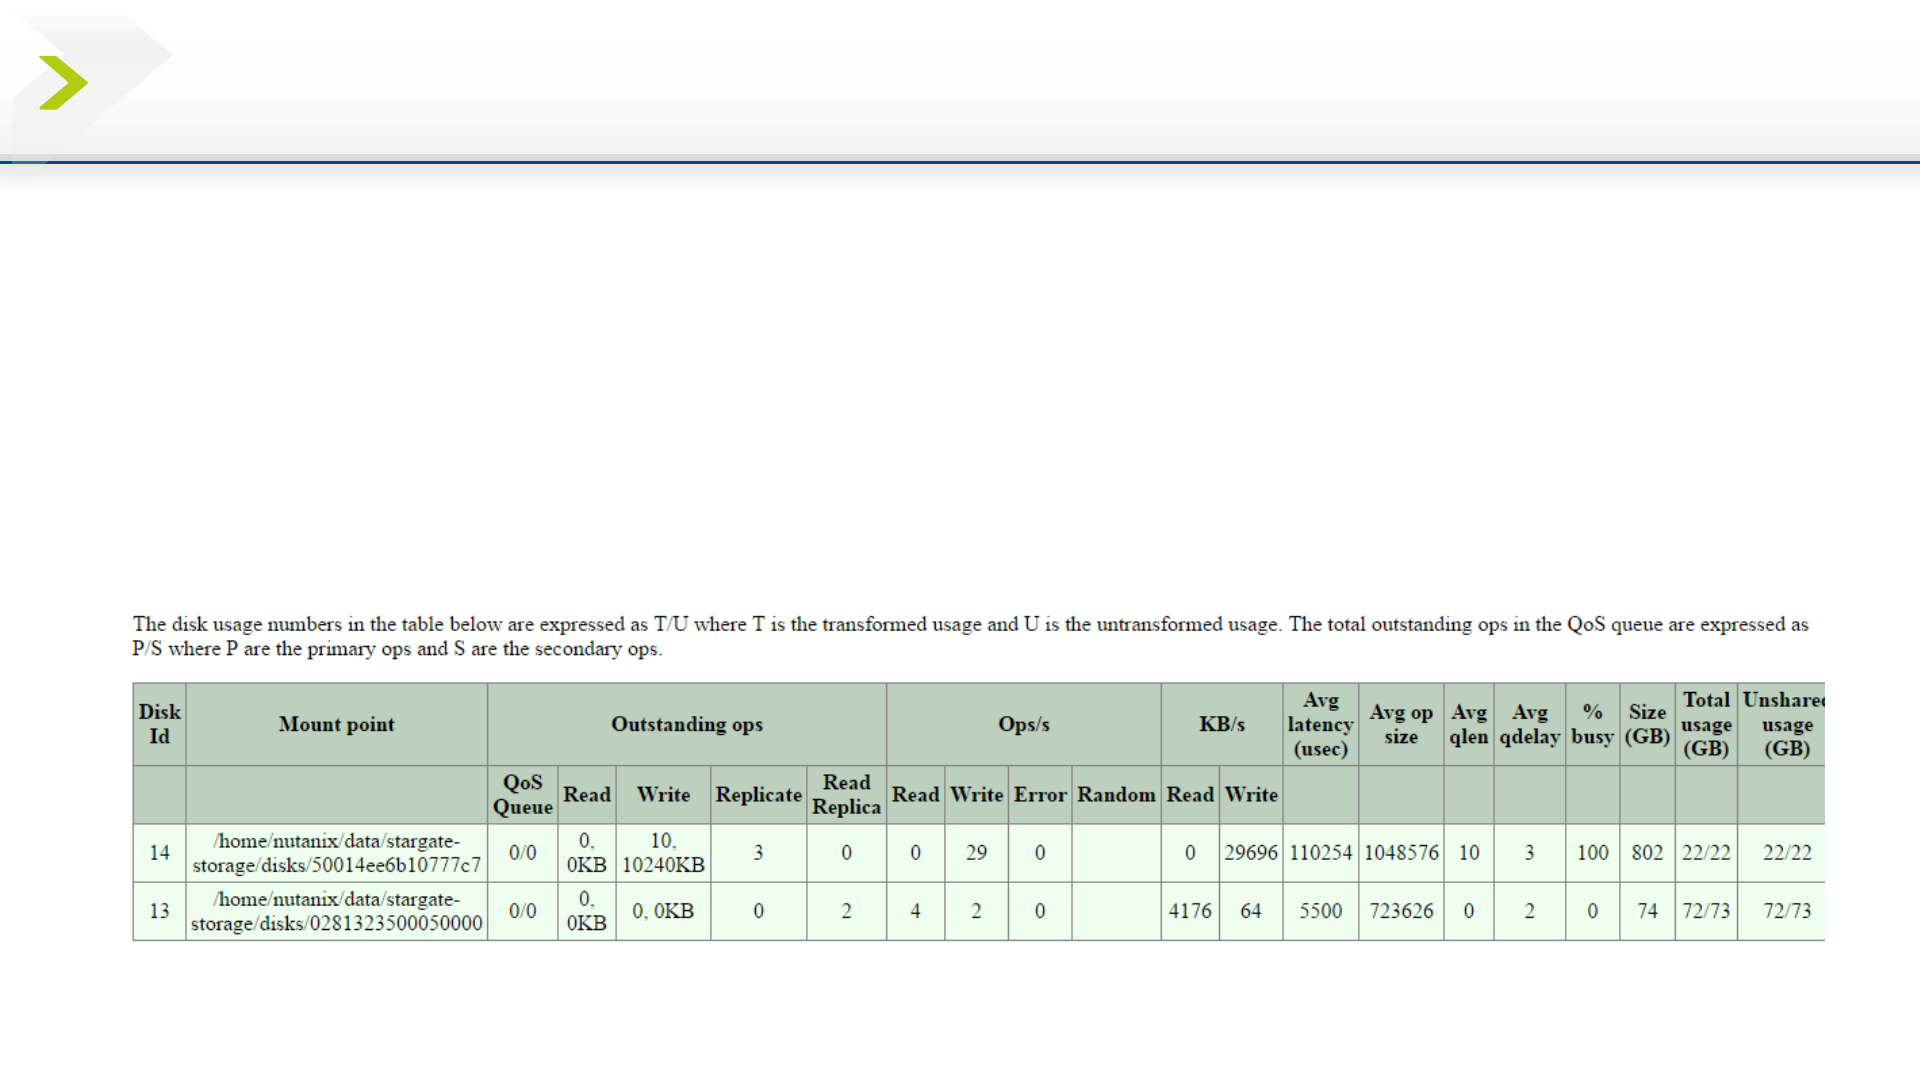 The disk usage numbers in the table below are expressed as T/U where T is the transformed usage and U is the untransformed usage. The total outstanding ops in the QoS queue are expressed as
P/S where P are the primary ops and S are the secondary ops.
Disk Id Mount point Outstanding ops Ops/s KB/s Avg latency (usec) Avg op size Avg qlen Avg qdelay % busy Size (GB) Total usage (GB) Unshared usage (GB)
QoS Queue Read Write Replicate Read Replica Read Write Error Random Read Write
14 /home/nutanix/data/stargate-storage/disks/50014ee6b10777c7 0/0 0, 0KB 10, 10240KB 3 0 0 29 0 0 29696 110254 1048576 10 3 100 802 22/22 22/22
13 /home/nutanix/data/stargate-storage/disks/0281323500050000 0/0 0, 0KB 0, 0KB 0 2 4 2 0 4176 64 5500 723626 0 2 0 74 72/73 72/73